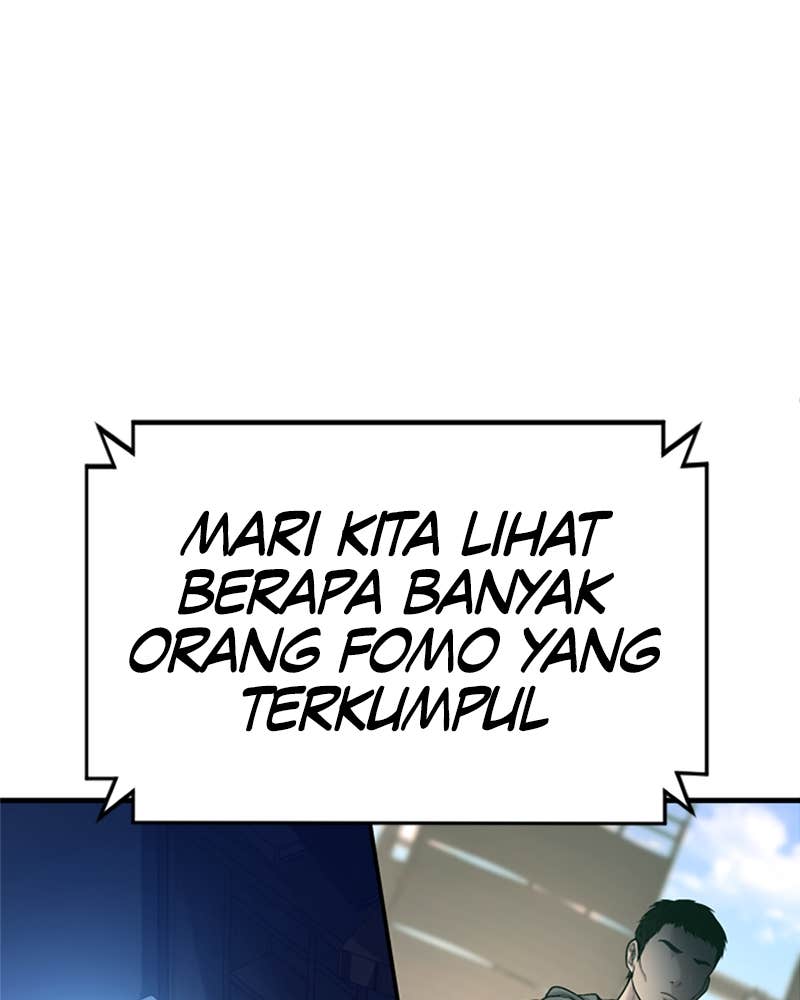 MARI KITA LIHAT
BERAPA BANYAK
ORANG FOMO YANG
TERKUMPUL